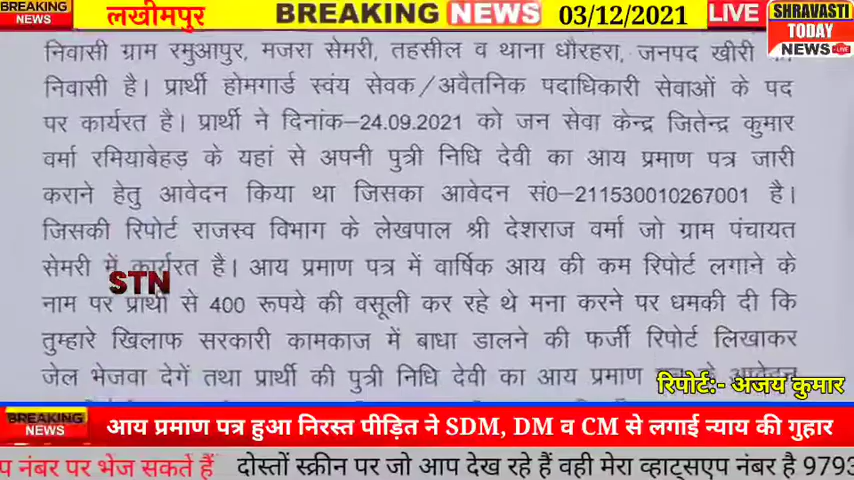 BREAKING NEWS
लखीमपुर
BREAKING NEWS
03/12/2021
LIVE
SHRAVASTI
TODAY
NEWS LIVE
निवासी ग्राम रमुआपुर, मजरा सेमरी, तहसील व थाना धौरहरा, जनपद खीरी
निवासी है। प्रार्थी होमगार्ड स्वंय सेवक/अवैतनिक पदाधिकारी सेवाओं के पद
पर कार्यरत है। प्रार्थी ने दिनांक-24.09.2021 को जन सेवा केन्द्र जितेन्द्र कुमार
वर्मा रमियाबेहड़ के यहां से अपनी पुत्री निधि देवी का आय प्रमाण पत्र जारी
कराने हेतु आवेदन किया था जिसका आवेदन सं0-211530010267001 है।
जिसकी रिपोर्ट राजस्व विभाग के लेखपाल श्री देशराज वर्मा जो ग्राम पंचायत
सेमरी में कार्यरत है। आय प्रमाण पत्र में वार्षिक आय की कम रिपोर्ट लगाने के
STN
नाम पर प्रार्थी से 400 रूपये की वसूली कर रहे थे मना करने पर धमकी दी कि
तुम्हारे खिलाफ सरकारी कामकाज में बाधा डालने की फर्जी रिपोर्ट लिखाकर
जेल भेजवा देगें तथा प्रार्थी की पुत्री निधि देवी का आय प्रमाण
रिपोर्ट:- अजय कुमार
BREAKING NEWS
आय प्रमाण पत्र हुआ निरस्त पीड़ित ने SDM, DM व CM से लगाई न्याय की गुहार
प नंबर पर भेज सकते हैं दोस्तों स्क्रीन पर जो आप देख रहे हैं वही मेरा व्हाट्सएप नंबर है 9793